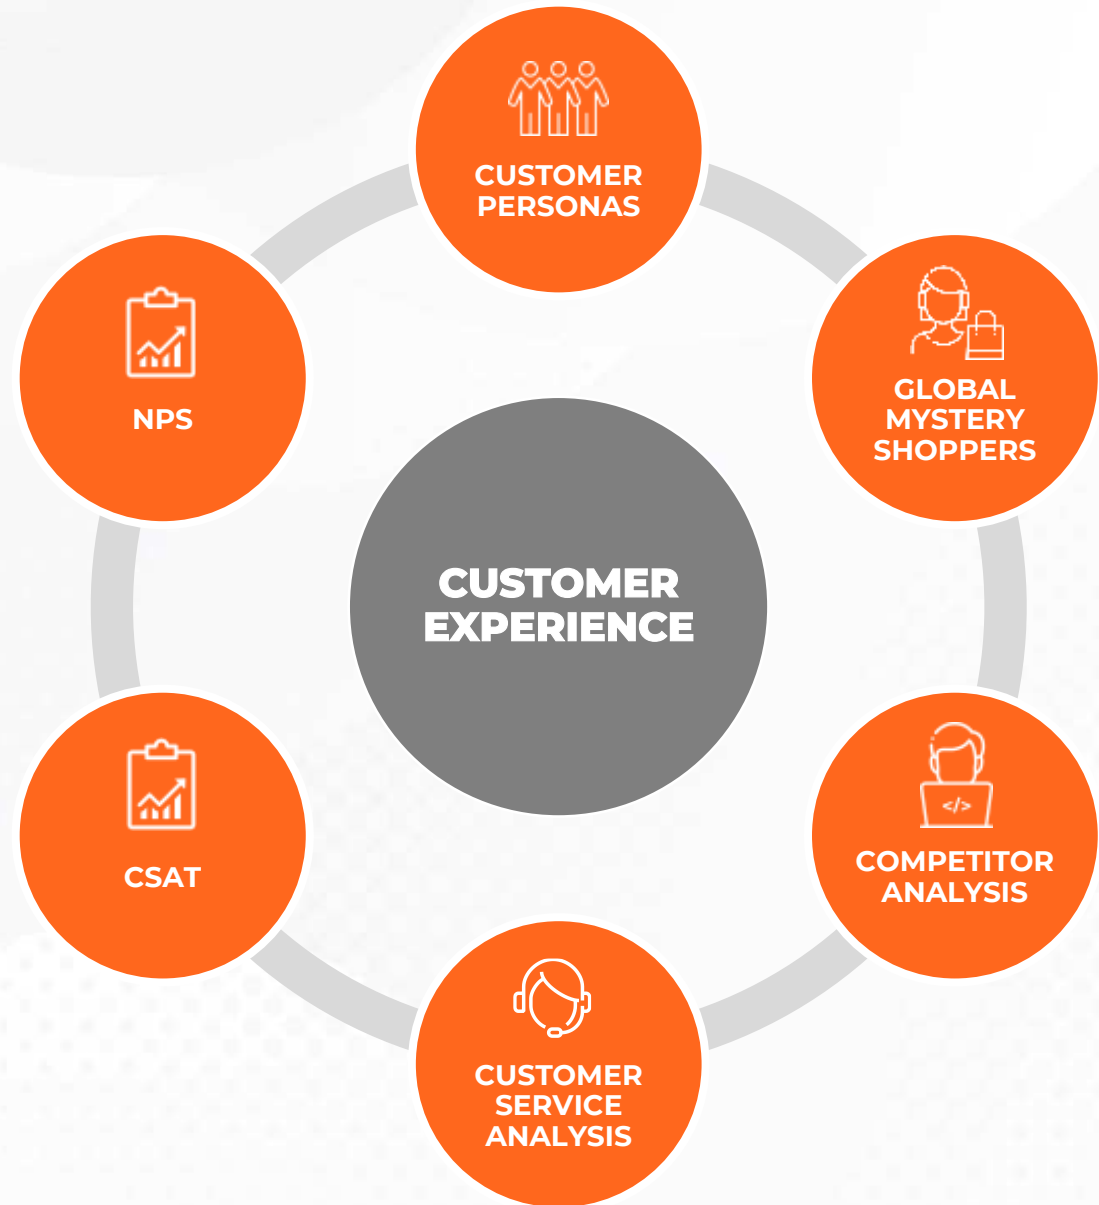 CUSTOMER
PERSONAS
GLOBAL
MYSTERY
SHOPPERS
COMPETITOR
ANALYSIS
CUSTOMER
SERVICE
ANALYSIS
CSAT
NPS
CUSTOMER
EXPERIENCE
</>